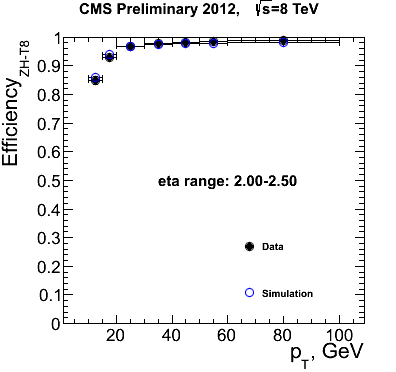 CMS Preliminary 2012, √s=8 TeV
Efficiency ZH-T8
1
0.9
0.8
0.7
0.6
0.5
0.4
0.3
0.2
0.1
0
eta range: 2.00-2.50
Data
Simulation
20 40 60 80 100
p_T, GeV